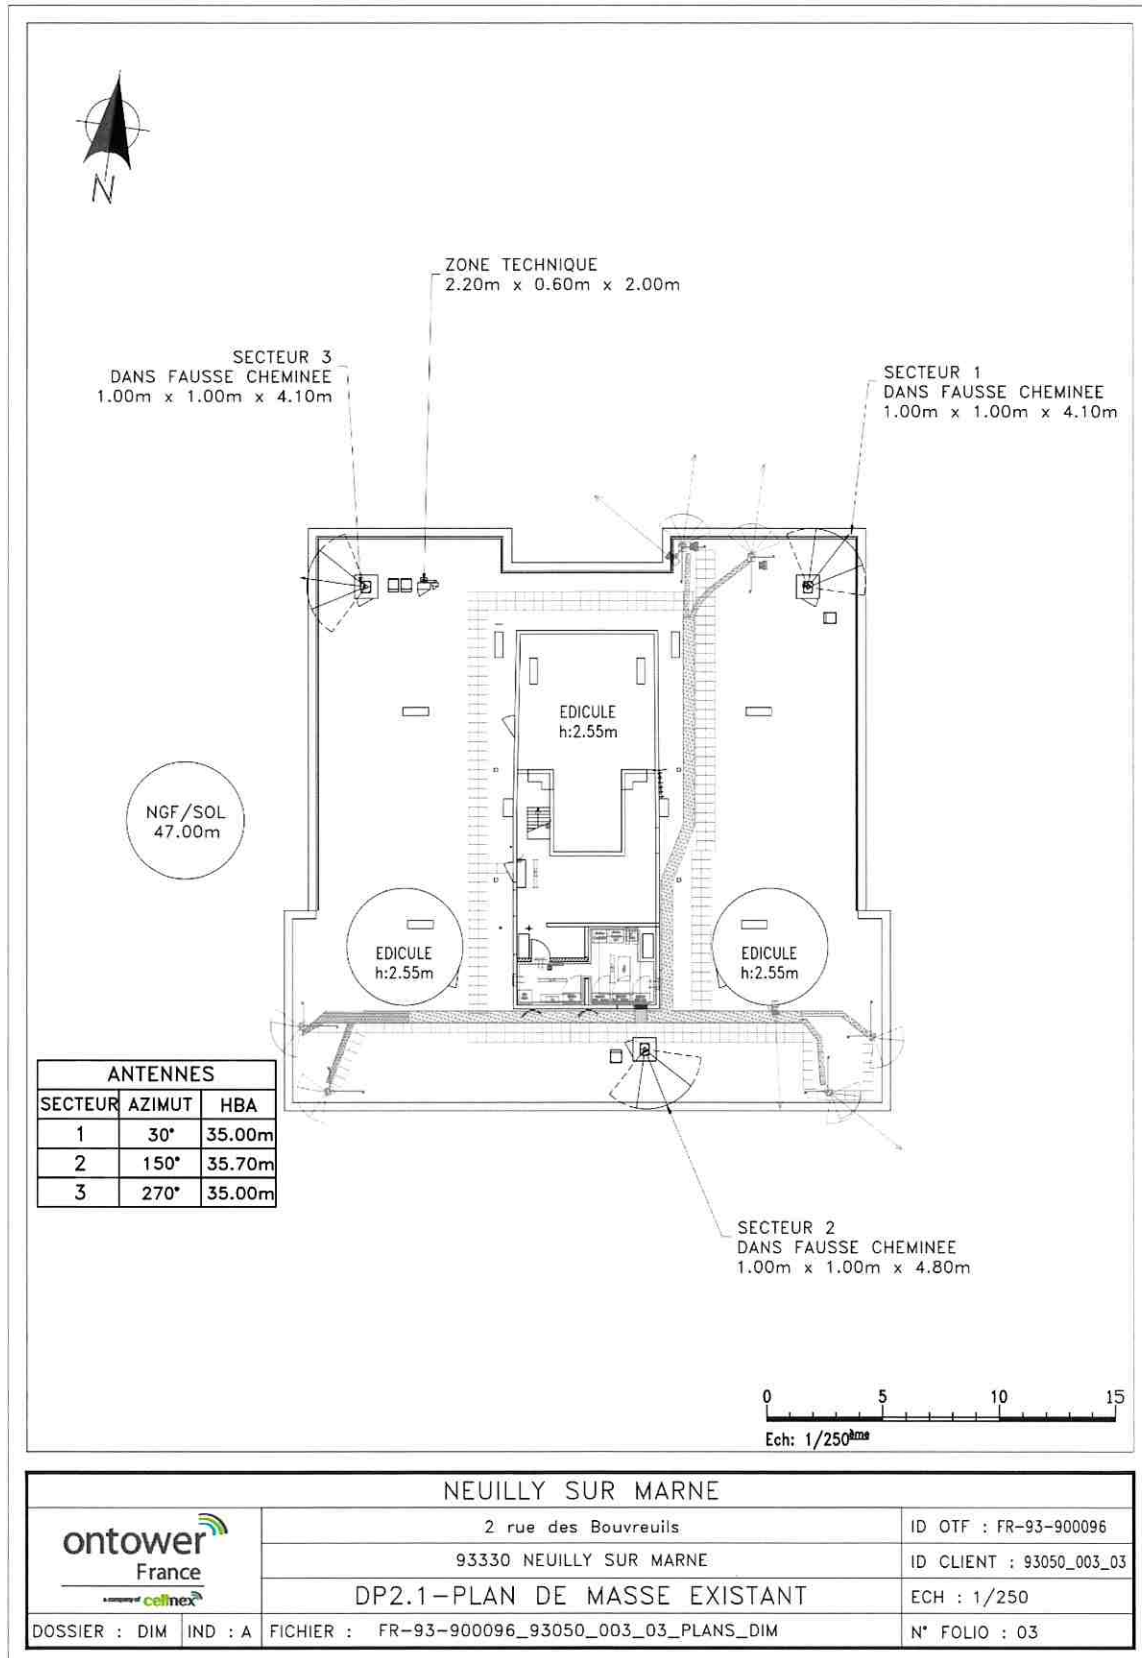 N
ZONE TECHNIQUE
2.20m x 0.60m x 2.00m
SECTEUR 3
DANS FAUSSE CHEMINEE
1.00m x 1.00m x 4.10m
SECTEUR 1
DANS FAUSSE CHEMINEE
1.00m x 1.00m x 4.10m
EDICULE
h:2.55m
NGF/SOL
47.00m
EDICULE
h:2.55m
EDICULE
h:2.55m
ANTENNES
SECTEUR AZIMUT HBA
1 30° 35.00m
2 150° 35.70m
3 270° 35.00m
SECTEUR 2
DANS FAUSSE CHEMINEE
1.00m x 1.00m x 4.80m
0 5 10 15
Ech: 1/250ème
NEUILLY SUR MARNE
ontower
France
a company of cellnex
2 rue des Bouvreuils
93330 NEUILLY SUR MARNE
DP2.1-PLAN DE MASSE EXISTANT
ID OTF : FR-93-900096
ID CLIENT : 93050_003_03
ECH : 1/250
DOSSIER : DIM IND : A FICHIER : FR-93-900096_93050_003_03_PLANS_DIM N° FOLIO : 03